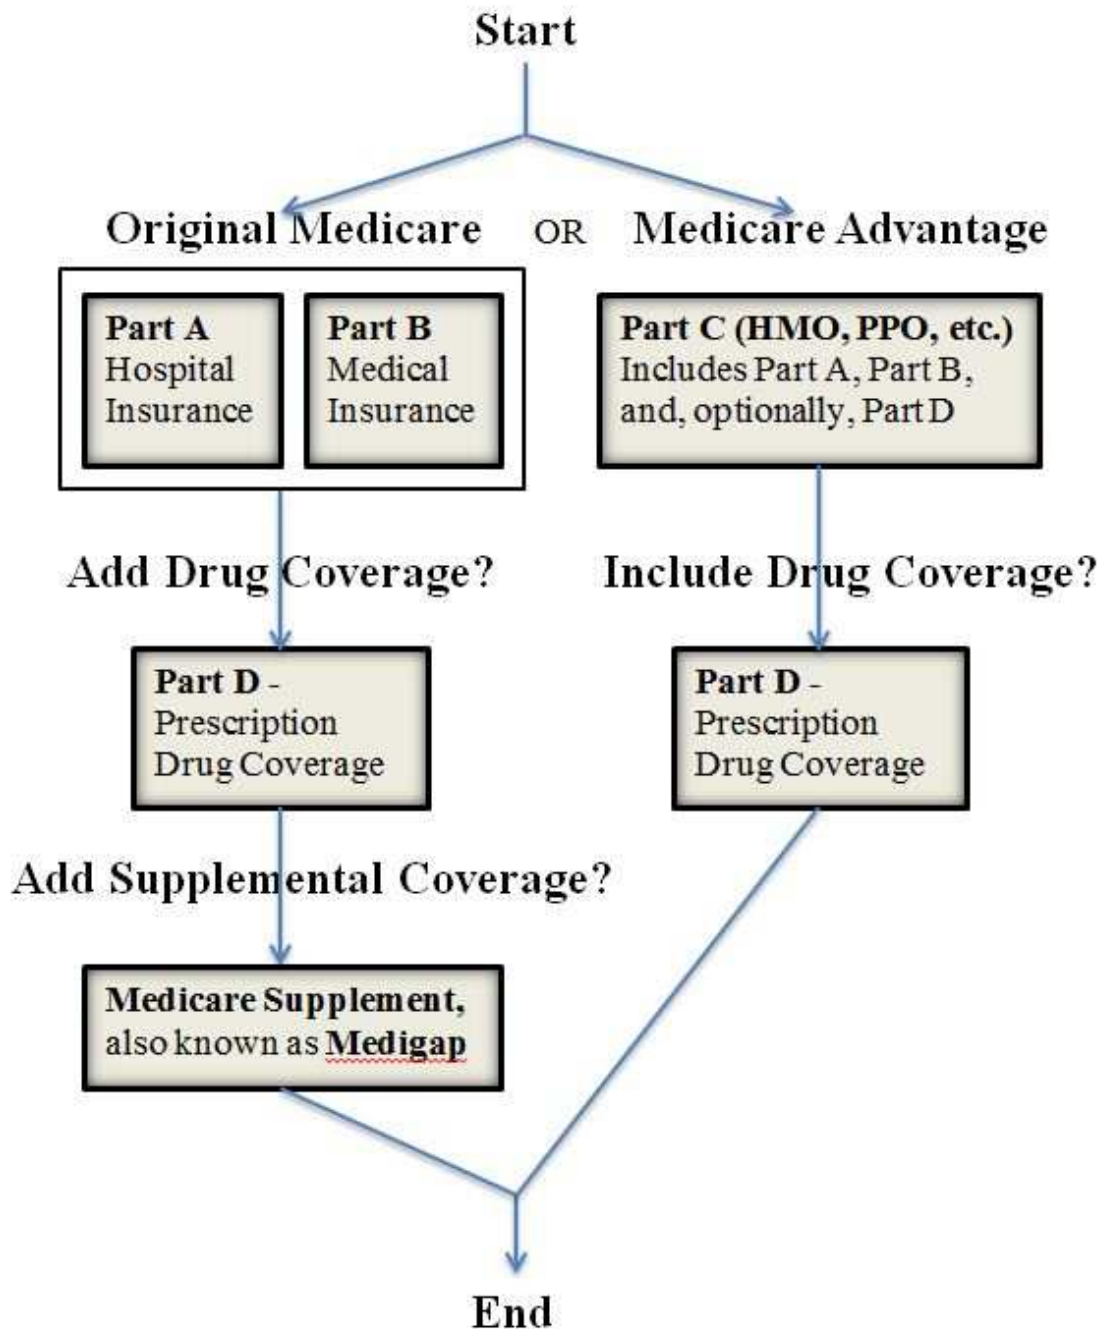 Start
Original Medicare OR Medicare Advantage
Part A
Hospital
Insurance
Part B
Medical
Insurance
Part C (HMO, PPO, etc.)
Includes Part A, Part B,
and, optionally, Part D
Add Drug Coverage?
Include Drug Coverage?
Part D -
Prescription
Drug Coverage
Part D -
Prescription
Drug Coverage
Add Supplemental Coverage?
Medicare Supplement,
also known as Medigap
End